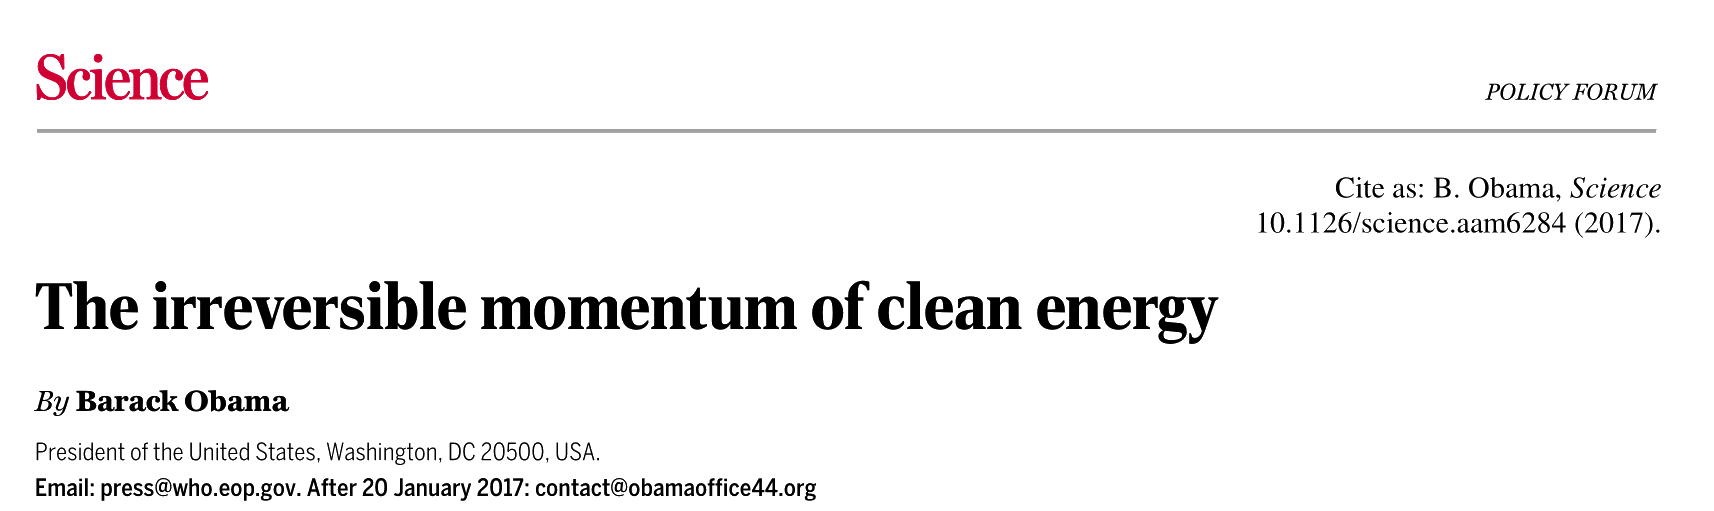 Science
POLICY FORUM
Cite as: B. Obama, Science
10.1126/science.aam6284 (2017).
The irreversible momentum of clean energy
By Barack Obama
President of the United States, Washington, DC 20500, USA.
Email: press@who.eop.gov. After 20 January 2017: contact@obamaoffice44.org